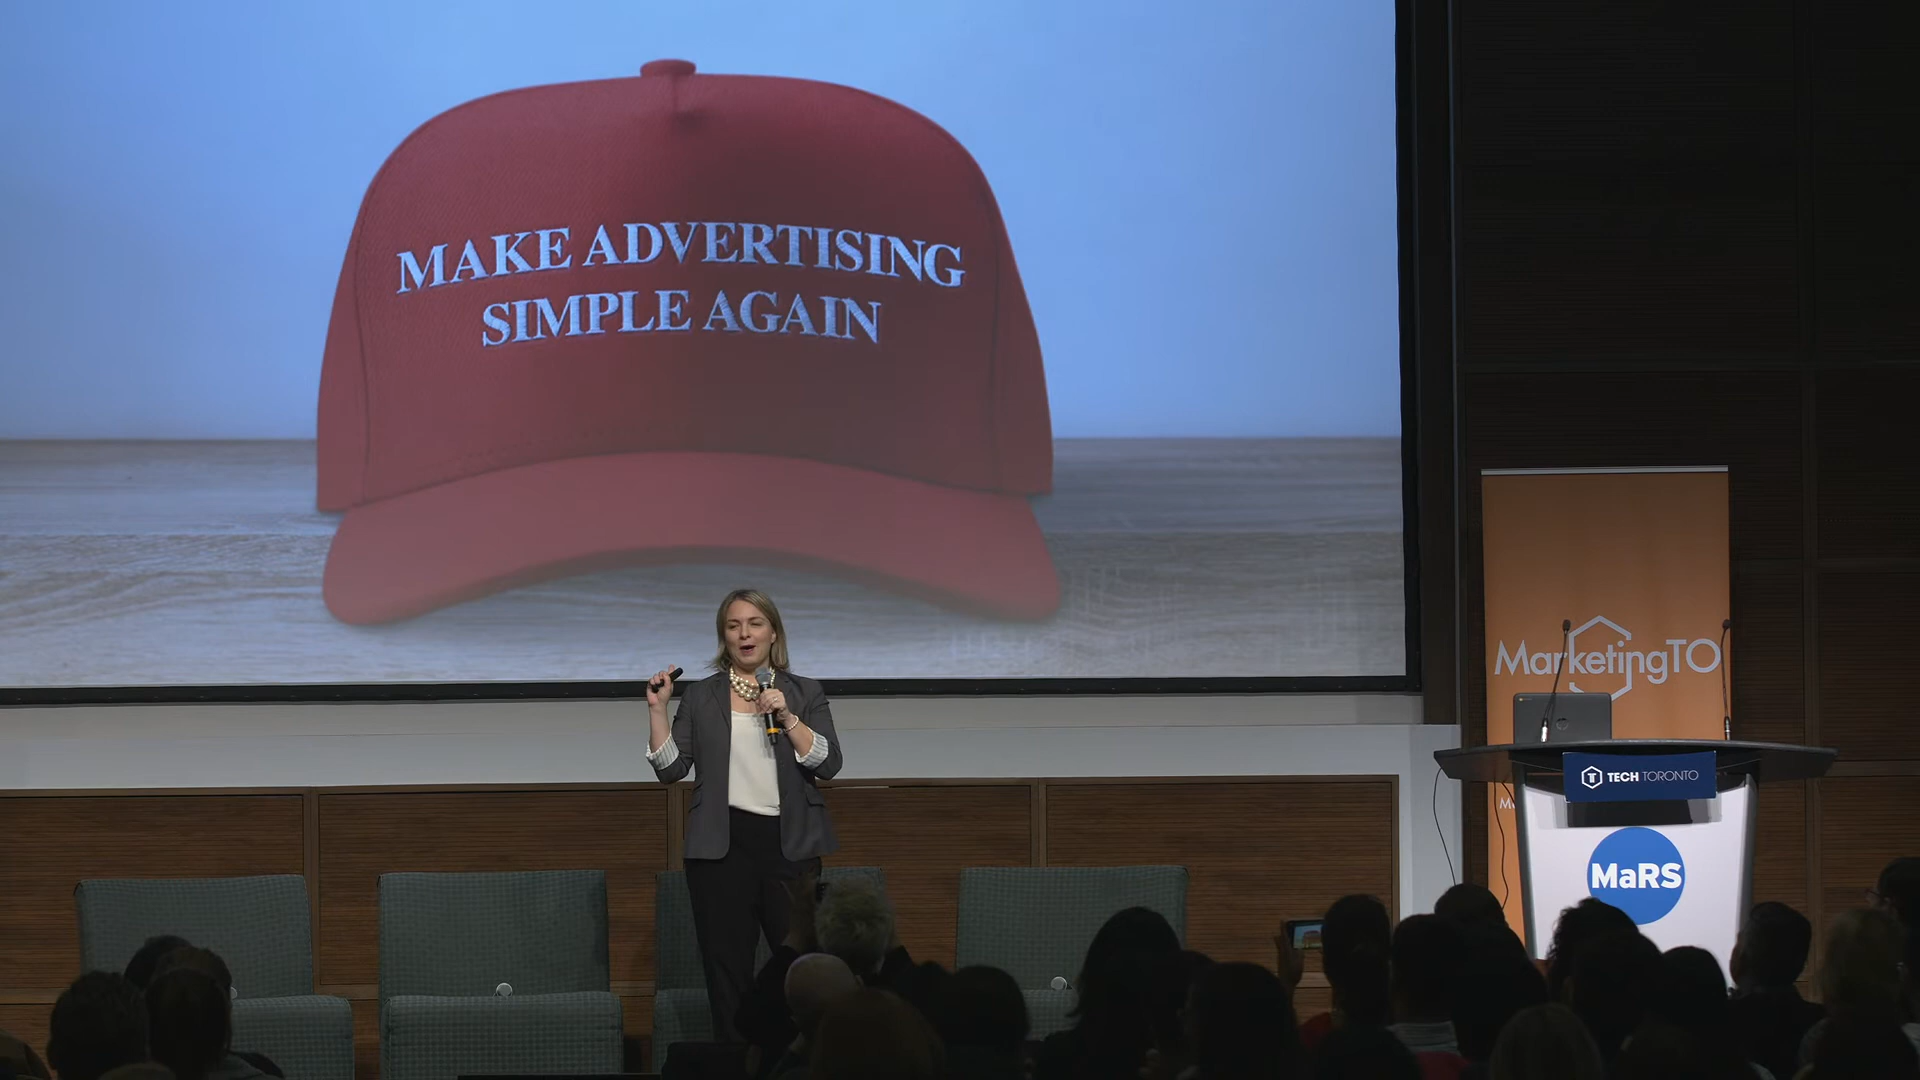 MAKE ADVERTISING
SIMPLE AGAIN
MarketingTO
TECH TORONTO
MaRS